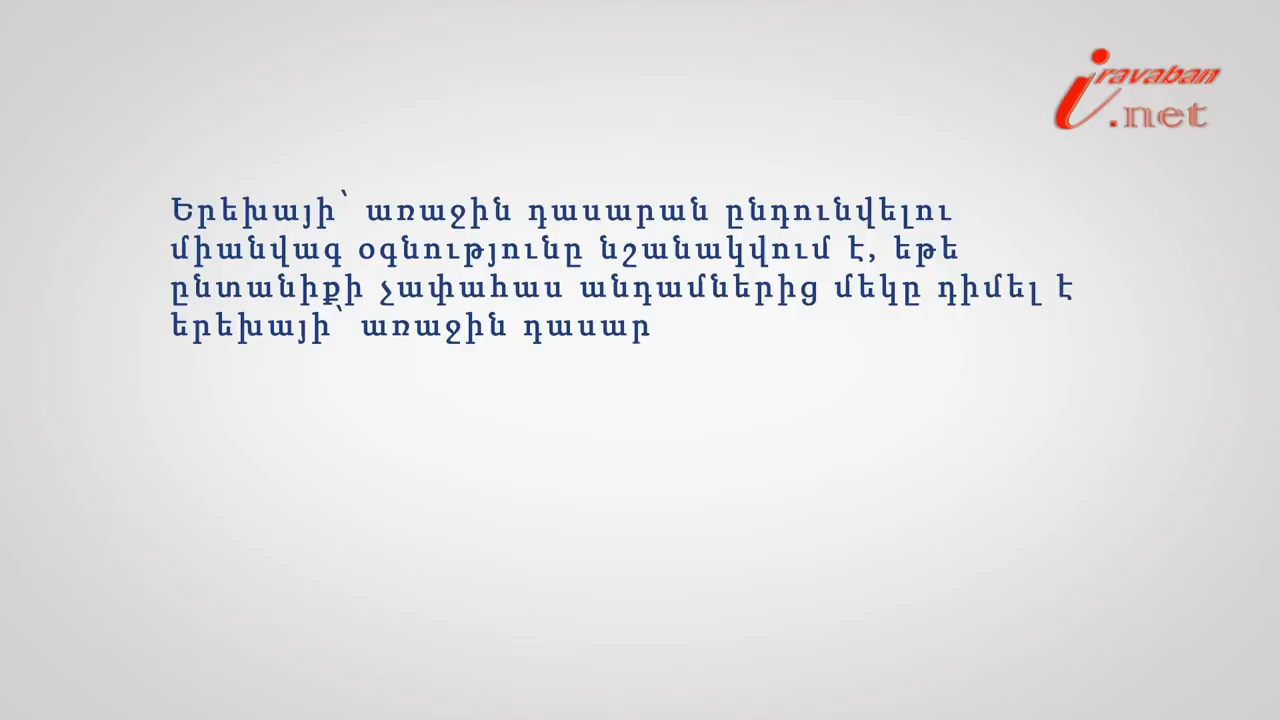 iravaban
.net
Երեխայի՝ առաջին դասարան ընդունվելու
միանվագ օգնությունը նշանակվում է, եթե
ընտանիքի չափահաս անդամներից մեկը դիմել է
երեխայի՝ առաջին դասար